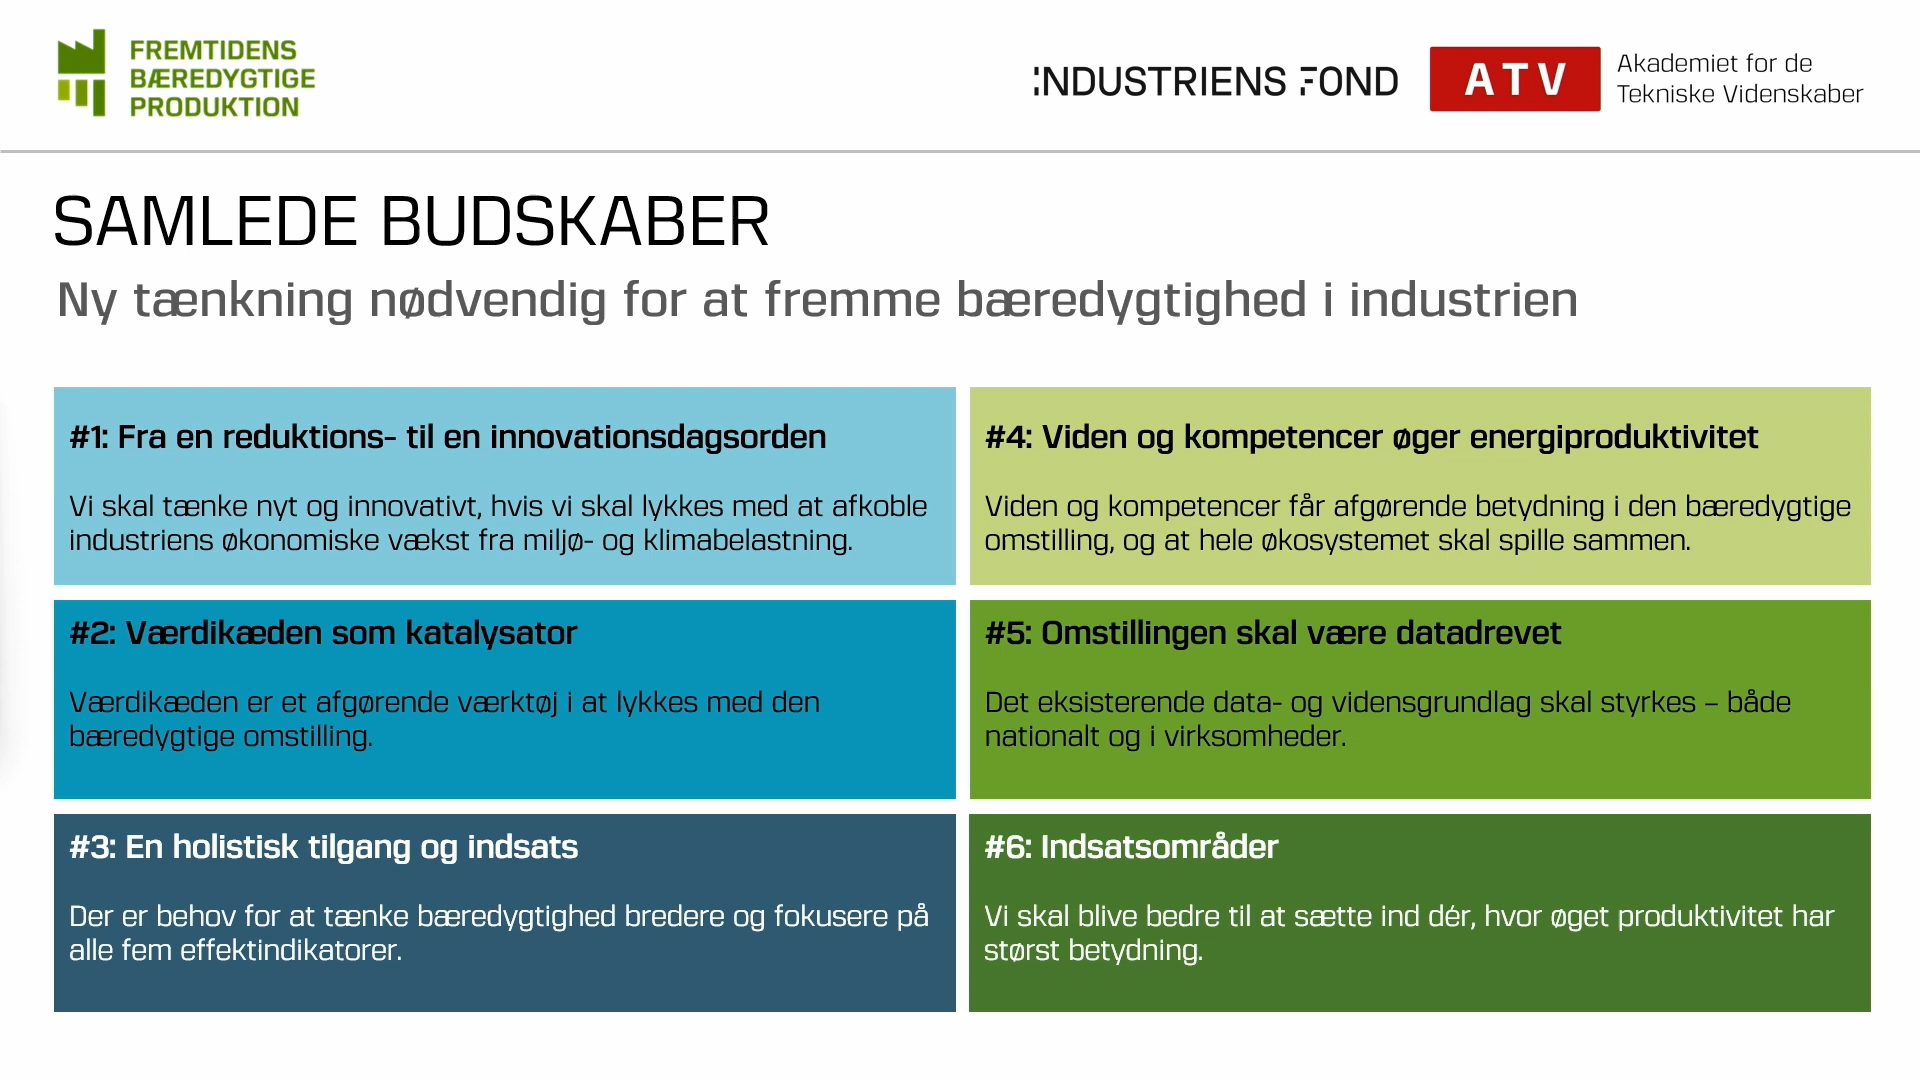 FREMTIDENS
BÆREDYGTIGE
PRODUKTION
INDUSTRIENS FOND
ATV
Akademiet for de
Tekniske Videnskaber
SAMLEDE BUDSKABER
Ny tænkning nødvendig for at fremme bæredygtighed i industrien
#1: Fra en reduktions- til en innovationsdagsorden
Vi skal tænke nyt og innovativt, hvis vi skal lykkes med at afkoble
industriens økonomiske vækst fra miljø- og klimabelastning.
#2: Værdikæden som katalysator
Værdikæden er et afgørende værktøj i at lykkes med den
bæredygtige omstilling.
#3: En holistisk tilgang og indsats
Der er behov for at tænke bæredygtighed bredere og fokusere på
alle fem effektindikatorer.
#4: Viden og kompetencer øger energiproduktivitet
Viden og kompetencer får afgørende betydning i den bæredygtige
omstilling, og at hele økosystemet skal spille sammen.
#5: Omstillingen skal være datadrevet
Det eksisterende data- og vidensgrundlag skal styrkes – både
nationalt og i virksomheder.
#6: Indsatsområder
Vi skal blive bedre til at sætte ind dér, hvor øget produktivitet har
størst betydning.